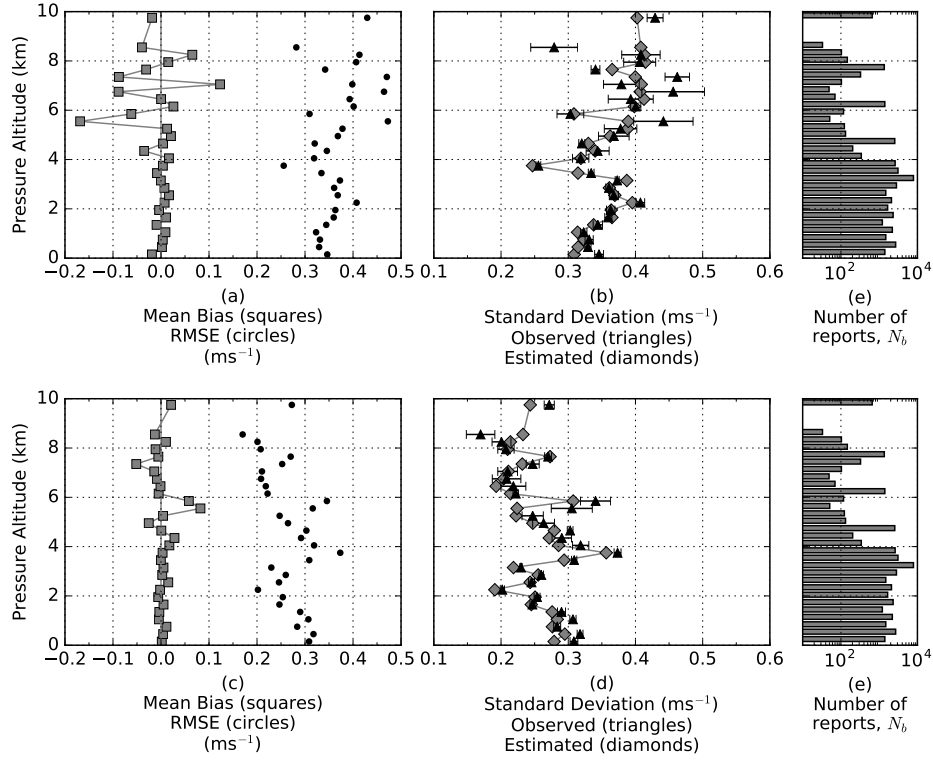 10
8
6
4
2
0
Pressure Altitude (km)
−0.2 −0.1 0.0 0.1 0.2 0.3 0.4 0.5
(a)
Mean Bias (squares)
RMSE (circles)
(ms⁻¹)
0.1 0.2 0.3 0.4 0.5 0.6
(b)
Standard Deviation (ms⁻¹)
Observed (triangles)
Estimated (diamonds)
10² 10⁴
(e)
Number of
reports, N_b
10
8
6
4
2
0
Pressure Altitude (km)
−0.2 −0.1 0.0 0.1 0.2 0.3 0.4 0.5
(c)
Mean Bias (squares)
RMSE (circles)
(ms⁻¹)
0.1 0.2 0.3 0.4 0.5 0.6
(d)
Standard Deviation (ms⁻¹)
Observed (triangles)
Estimated (diamonds)
10² 10⁴
(e)
Number of
reports, N_b